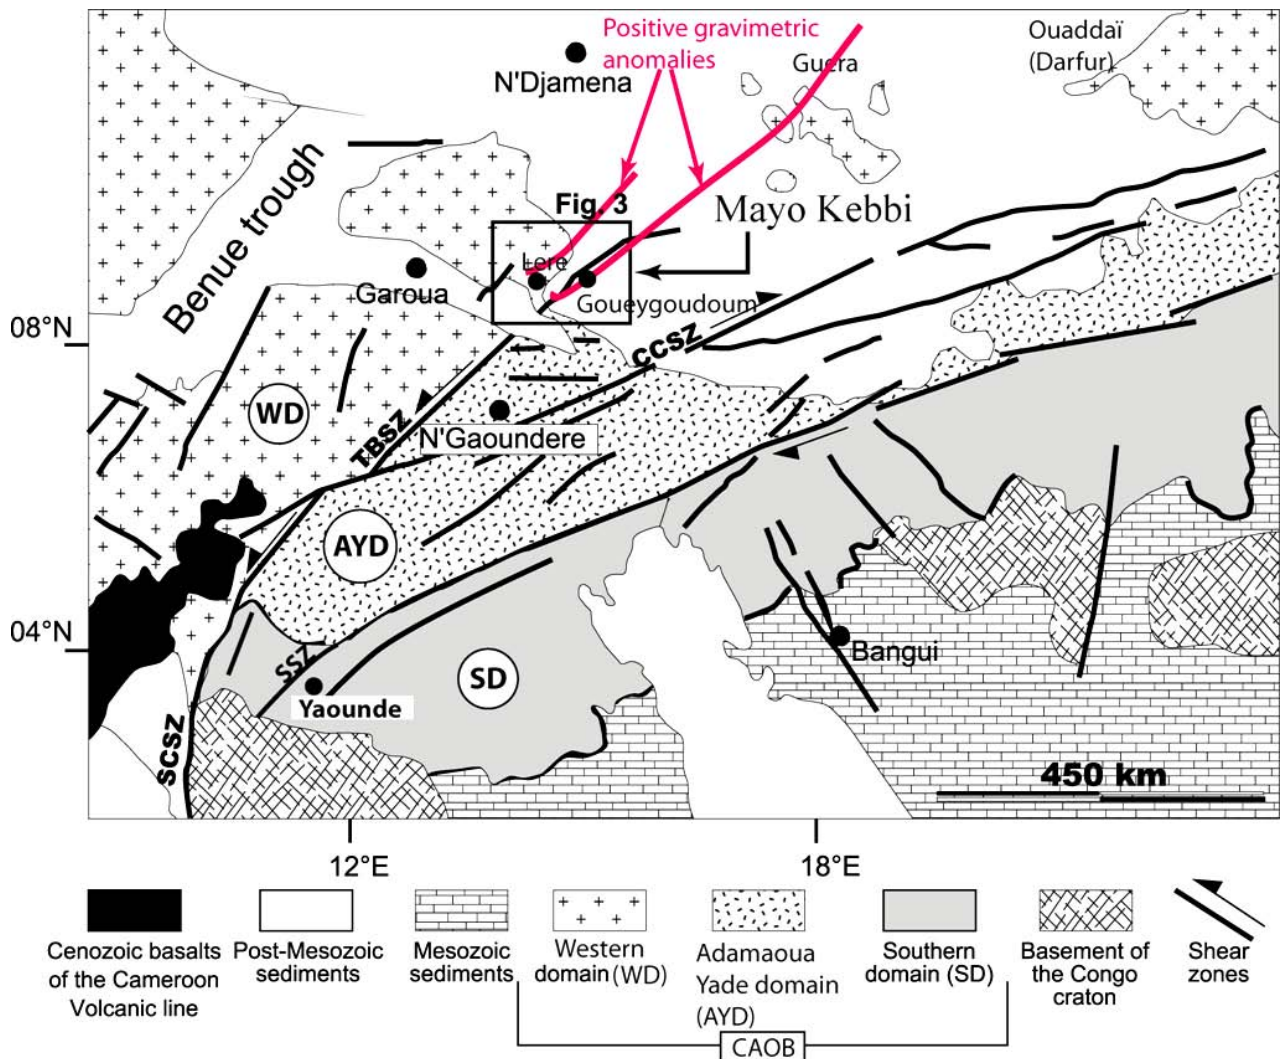 Positive gravimetric
anomalies
N'Djamena
Guera
Ouaddaï
(Darfur)
Benue trough
Fig. 3
Mayo Kebbi
Lere
Garoua
Goueygoudoum
08°N
CCSZ
WD
TBSZ
N'Gaoundere
AYD
04°N
SSZ
SD
Bangui
Yaounde
SCSZ
450 km
12°E
18°E
Cenozoic basalts
of the Cameroon
Volcanic line
Post-Mesozoic
sediments
Mesozoic
sediments
Western
domain (WD)
Adamaoua
Yade domain
(AYD)
Southern
domain (SD)
Basement of
the Congo
craton
Shear
zones
CAOB